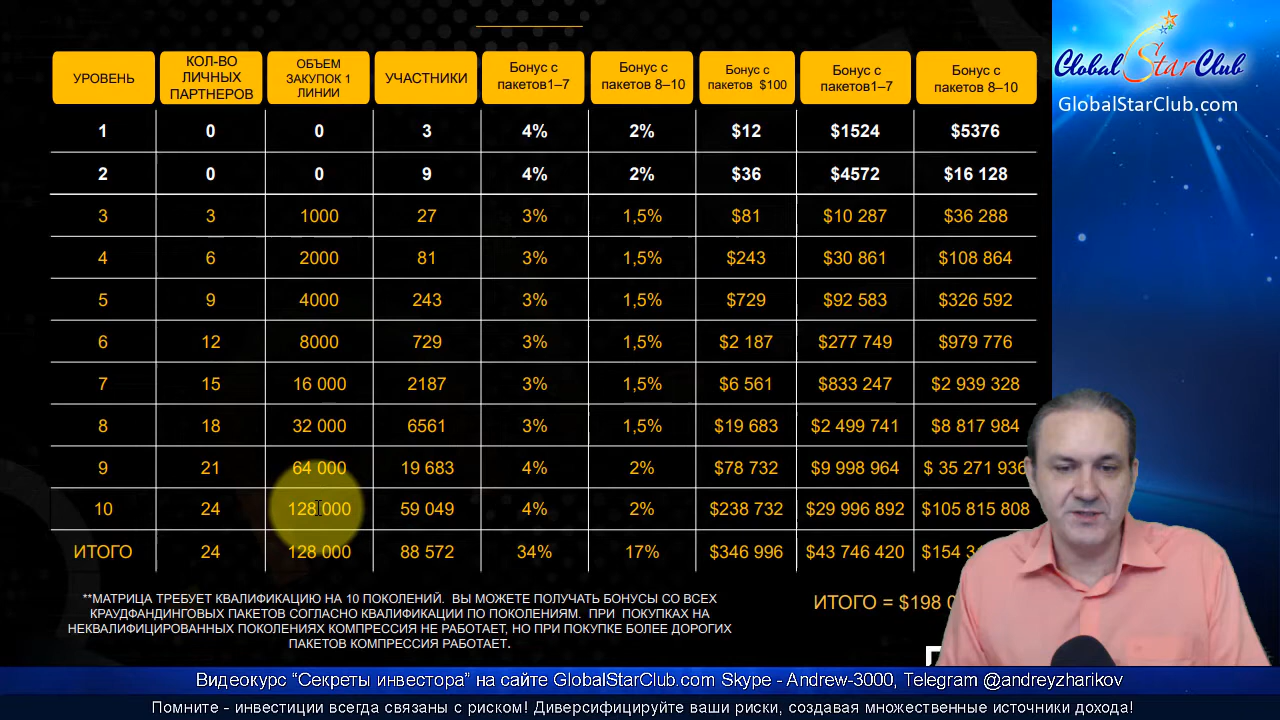 УРОВЕНЬ
КОЛ-ВО
ЛИЧНЫХ
ПАРТНЕРОВ
ОБЪЕМ
ЗАКУПОК 1
ЛИНИИ
УЧАСТНИКИ
Бонус с
пакетов1–7
Бонус с
пакетов 8–10
Бонус с
пакетов $100
Бонус с
пакетов1–7
Бонус с
пакетов 8–10
Global Star Club
GlobalStarClub.com
1 0 0 3 4% 2% $12 $1524 $5376
2 0 0 9 4% 2% $36 $4572 $16 128
3 3 1000 27 3% 1,5% $81 $10 287 $36 288
4 6 2000 81 3% 1,5% $243 $30 861 $108 864
5 9 4000 243 3% 1,5% $729 $92 583 $326 592
6 12 8000 729 3% 1,5% $2 187 $277 749 $979 776
7 15 16 000 2187 3% 1,5% $6 561 $833 247 $2 939 328
8 18 32 000 6561 3% 1,5% $19 683 $2 499 741 $8 817 984
9 21 64 000 19 683 4% 2% $78 732 $9 998 964 $ 35 271 936
10 24 128 000 59 049 4% 2% $238 732 $29 996 892 $105 815 808
ИТОГО 24 128 000 88 572 34% 17% $346 996 $43 746 420 $154
**МАТРИЦА ТРЕБУЕТ КВАЛИФИКАЦИЮ НА 10 ПОКОЛЕНИЙ. ВЫ МОЖЕТЕ ПОЛУЧАТЬ БОНУСЫ СО ВСЕХ
КРАУДФАНДИНГОВЫХ ПАКЕТОВ СОГЛАСНО КВАЛИФИКАЦИИ ПО ПОКОЛЕНИЯМ. ПРИ ПОКУПКАХ НА
НЕКВАЛИФИЦИРОВАННЫХ ПОКОЛЕНИЯХ КОМПРЕССИЯ НЕ РАБОТАЕТ, НО ПРИ ПОКУПКЕ БОЛЕЕ ДОРОГИХ
ПАКЕТОВ КОМПРЕССИЯ РАБОТАЕТ.
ИТОГО = $198
Видеокурс “Секреты инвестора” на сайте GlobalStarClub.com Skype - Andrew-3000, Telegram @andreyzharikov
Помните - инвестиции всегда связаны с риском! Диверсифицируйте ваши риски, создавая множественные источники дохода!